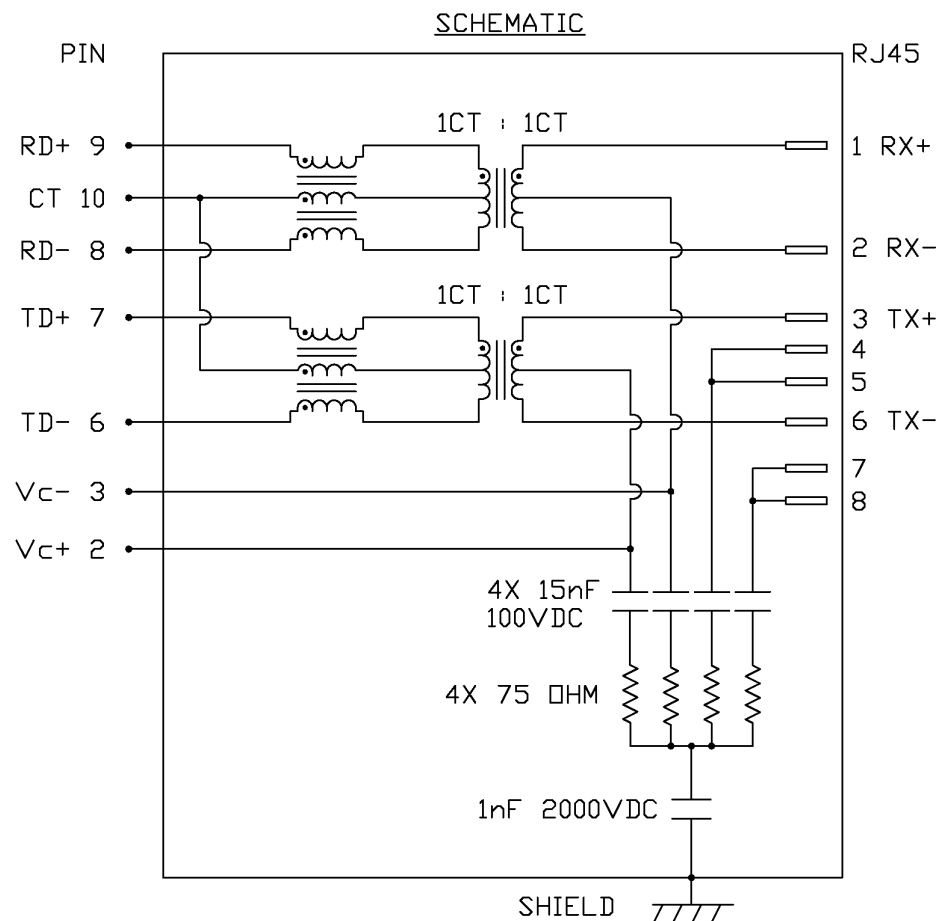 SCHEMATIC
PIN RJ45
1CT : 1CT
RD+ 9 1 RX+
CT 10
RD- 8 2 RX-
1CT : 1CT
TD+ 7 3 TX+
4
5
TD- 6 6 TX-
7
Vc- 3 8
Vc+ 2
4X 15nF
100VDC
4X 75 OHM
1nF 2000VDC
SHIELD